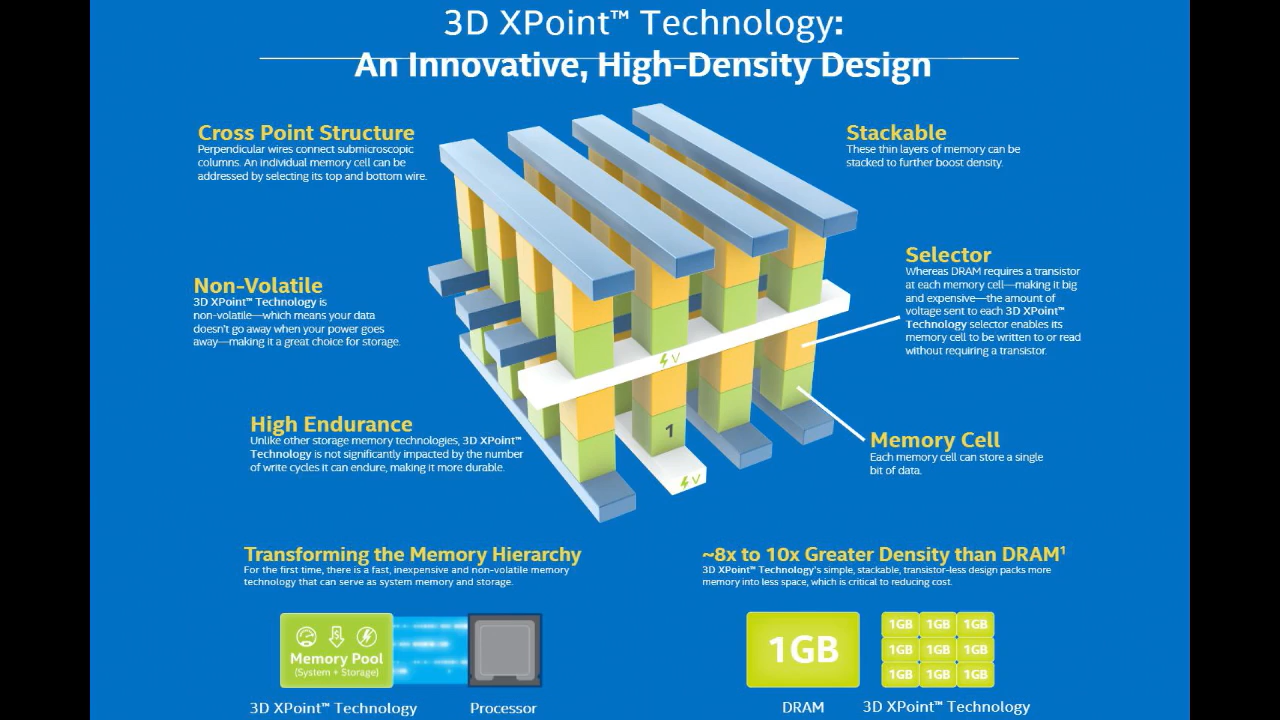 3D XPoint™ Technology:
An Innovative, High-Density Design
Cross Point Structure
Perpendicular wires connect submicroscopic
columns. An individual memory cell can be
addressed by selecting its top and bottom wire.
Stackable
These thin layers of memory can be
stacked to further boost density.
Non-Volatile
3D XPoint™ Technology is
non-volatile—which means your data
doesn't go away when your power goes
away—making it a great choice for storage.
Selector
Whereas DRAM requires a transistor
at each memory cell—making it big
and expensive—the amount of
voltage sent to each 3D XPoint™
Technology selector enables its
memory cell to be written to or read
without requiring a transistor.
V
1
V
High Endurance
Unlike other storage memory technologies, 3D XPoint™
Technology is not significantly impacted by the number
of write cycles it can endure, making it more durable.
Memory Cell
Each memory cell can store a single
bit of data.
Transforming the Memory Hierarchy
For the first time, there is a fast, inexpensive and non-volatile memory
technology that can serve as system memory and storage.
Memory Pool
(System + Storage)
3D XPoint™ Technology
Processor
~8x to 10x Greater Density than DRAM¹
3D XPoint™ Technology's simple, stackable, transistor-less design packs more
memory into less space, which is critical to reducing cost.
1GB
1GB 1GB 1GB
1GB 1GB 1GB
1GB 1GB 1GB
DRAM
3D XPoint™ Technology